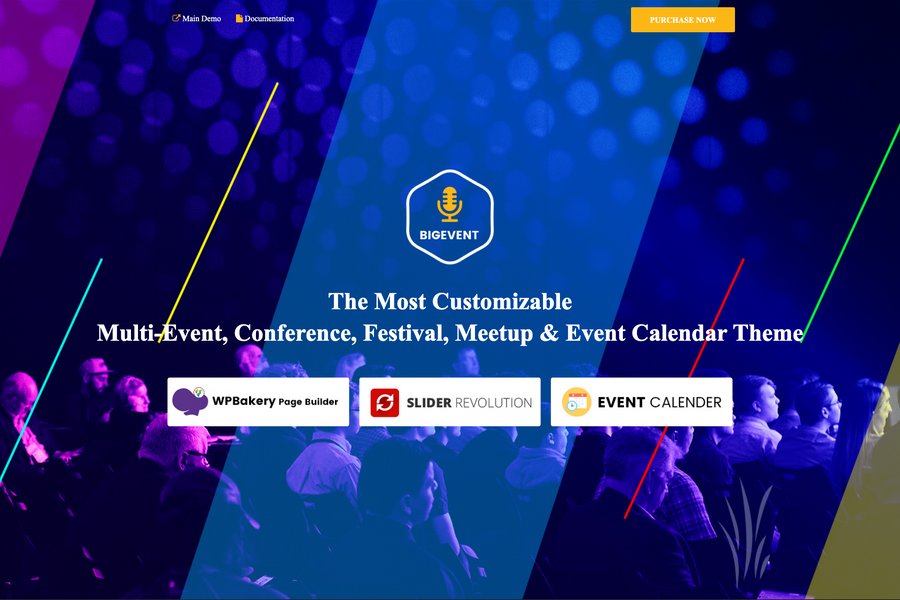 Main Demo
Documentation
PURCHASE NOW
BIGEVENT
The Most Customizable
Multi-Event, Conference, Festival, Meetup & Event Calendar Theme
WPBakery Page Builder
SLIDER REVOLUTION
EVENT CALENDER